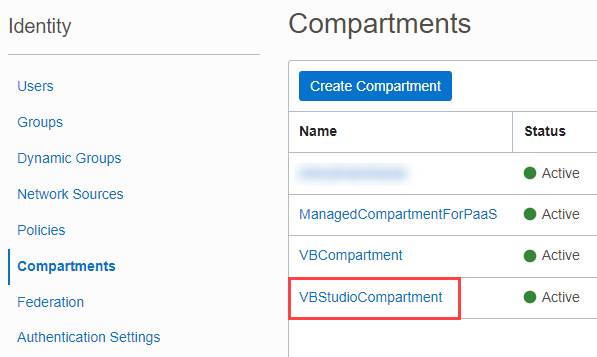 Identity
Users
Groups
Dynamic Groups
Network Sources
Policies
Compartments
Federation
Authentication Settings
Compartments
Create Compartment
Name Status
Active
ManagedCompartmentForPaaS Active
VBCompartment Active
VBStudioCompartment Active